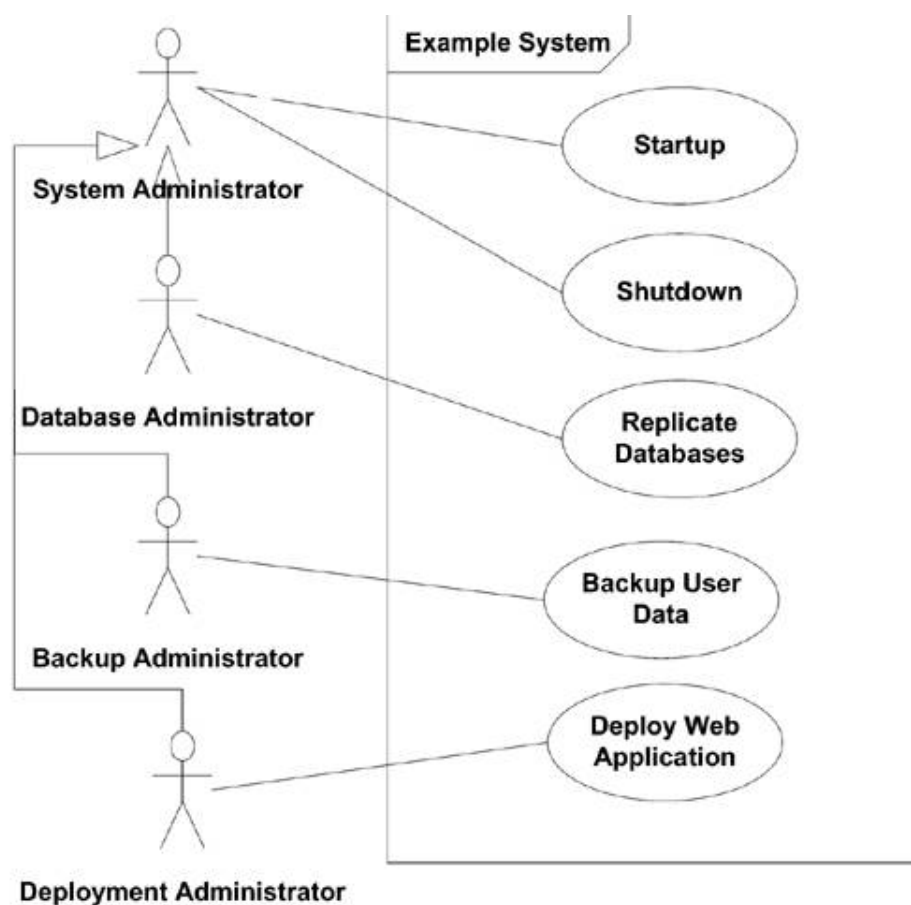 Example System
Startup
System Administrator
Shutdown
Database Administrator
Replicate
Databases
Backup User
Data
Backup Administrator
Deploy Web
Application
Deployment Administrator